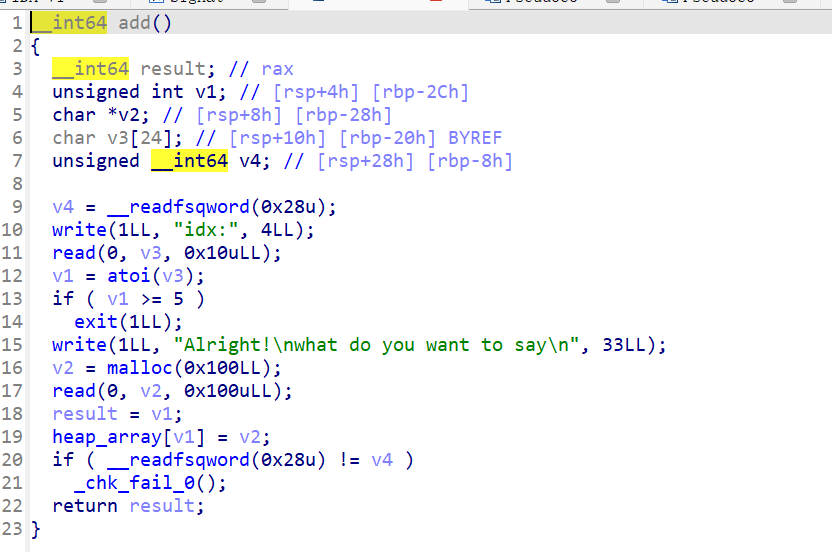 1 __int64 add()
2 {
3 __int64 result; // rax
4 unsigned int v1; // [rsp+4h] [rbp-2Ch]
5 char *v2; // [rsp+8h] [rbp-28h]
6 char v3[24]; // [rsp+10h] [rbp-20h] BYREF
7 unsigned __int64 v4; // [rsp+28h] [rbp-8h]
8
9 v4 = __readfsqword(0x28u);
10 write(1LL, "idx:", 4LL);
11 read(0, v3, 0x10uLL);
12 v1 = atoi(v3);
13 if ( v1 >= 5 )
14 exit(1LL);
15 write(1LL, "Alright!\nwhat do you want to say\n", 33LL);
16 v2 = malloc(0x100LL);
17 read(0, v2, 0x100uLL);
18 result = v1;
19 heap_array[v1] = v2;
20 if ( __readfsqword(0x28u) != v4 )
21 _chk_fail_0();
22 return result;
23 }